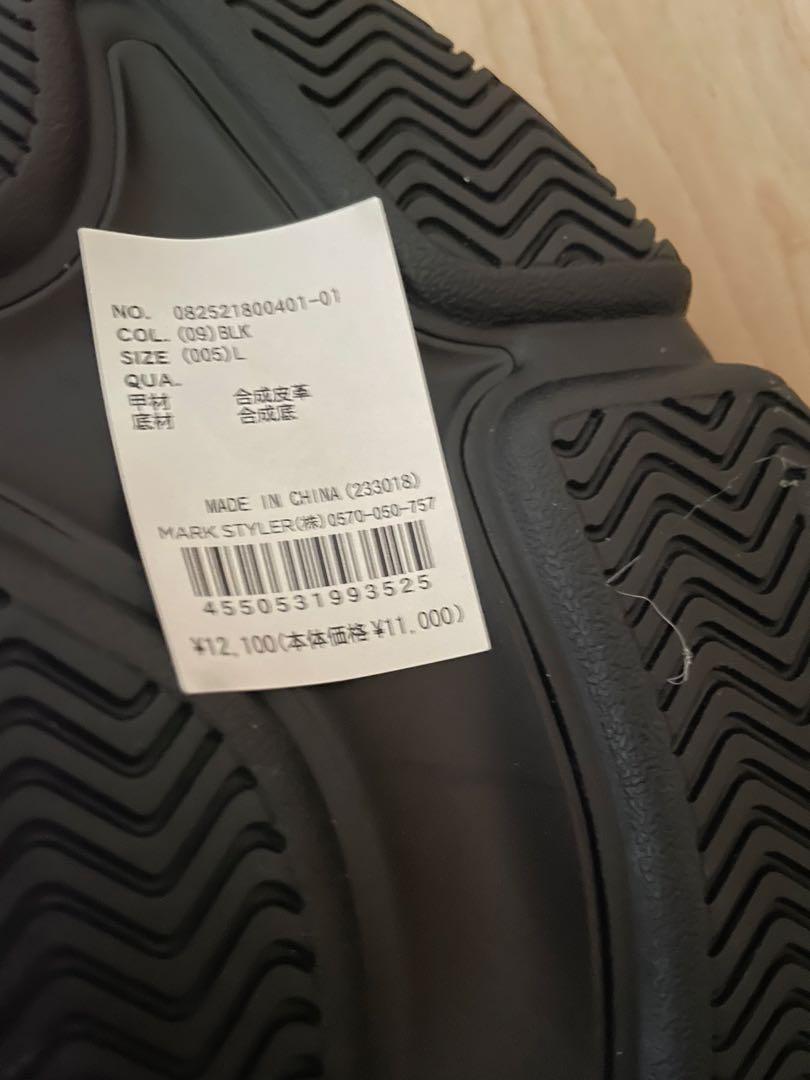 NO. 082521800401-01
COL. (09)BLK
SIZE (005)L
QUA.
甲材 合成皮革
底材 合成底
MADE IN CHINA(233018)
MARK STYLER(株)0570-050-757
4550531993525
¥12,100(本体価格¥11,000)